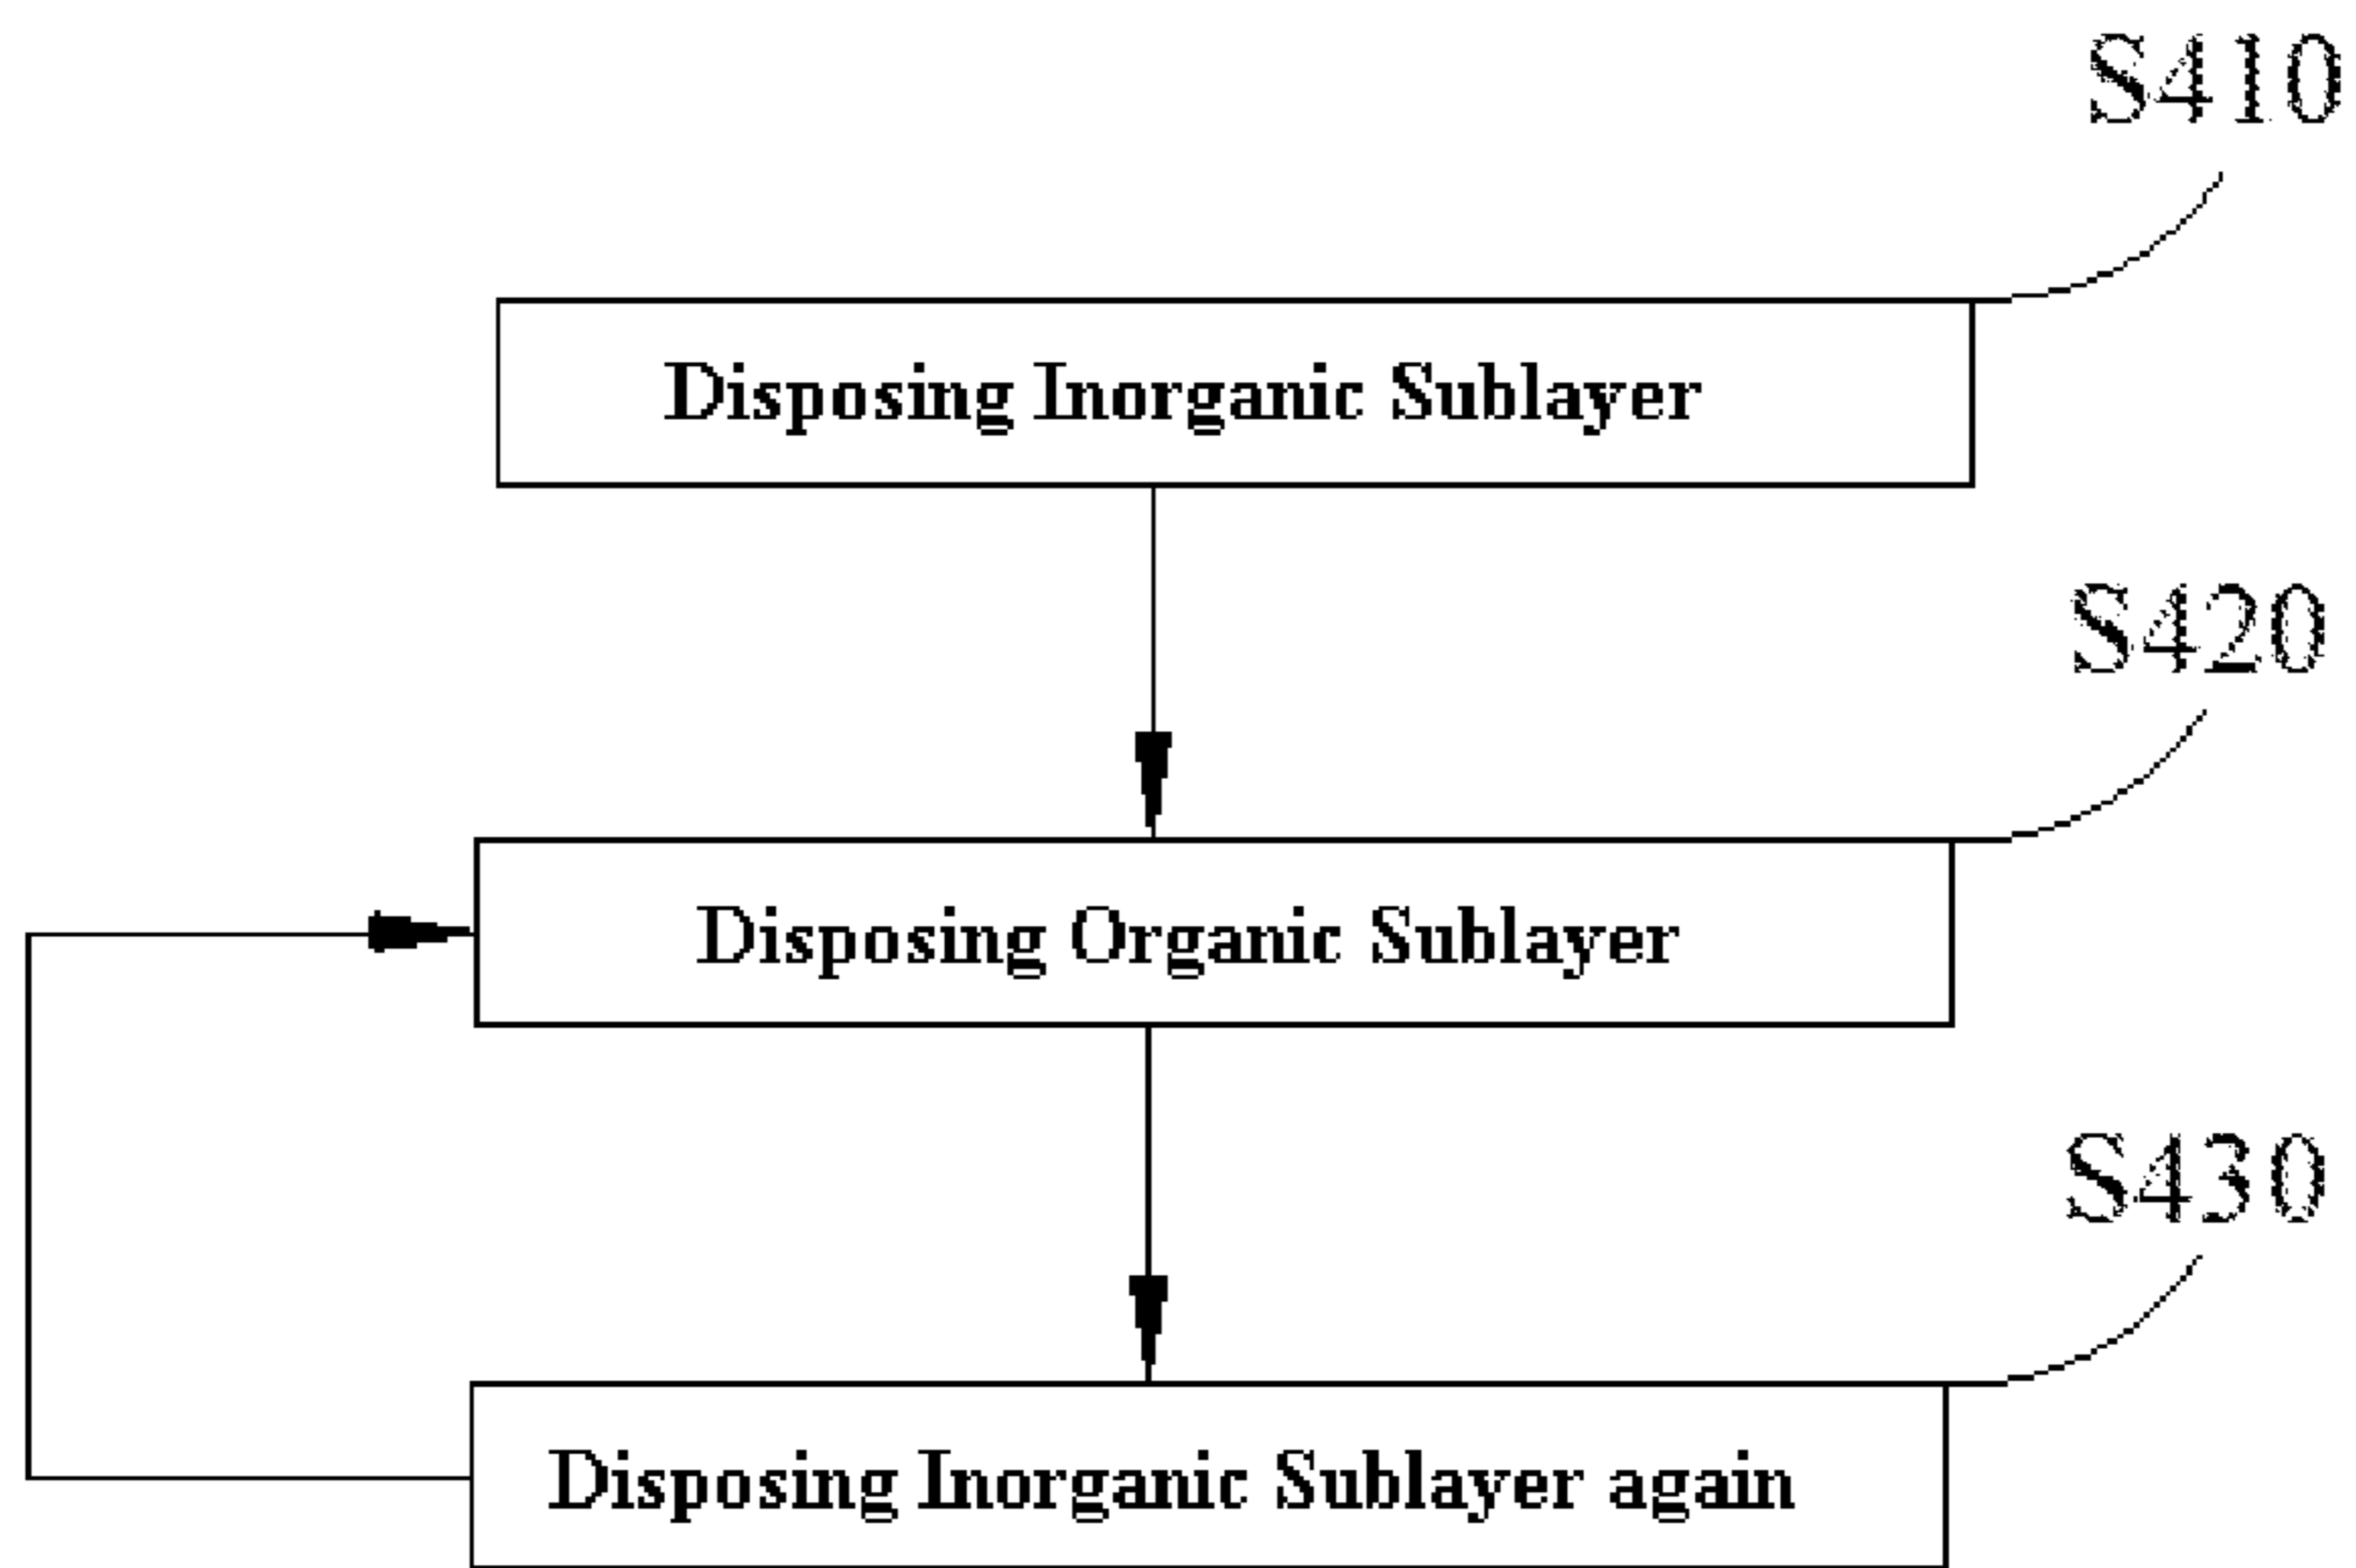 S410
Disposing Inorganic Sublayer
S420
Disposing Organic Sublayer
S430
Disposing Inorganic Sublayer again